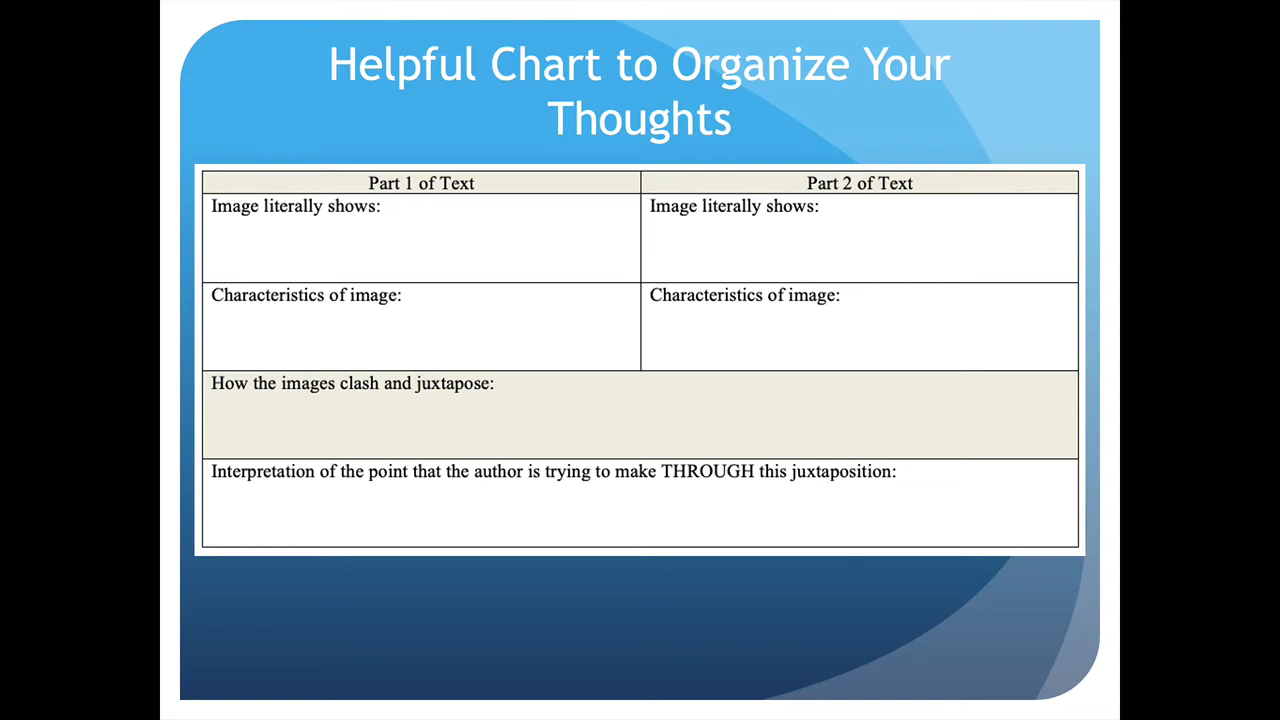 Helpful Chart to Organize Your
Thoughts
Part 1 of Text
Part 2 of Text
Image literally shows:
Image literally shows:
Characteristics of image:
Characteristics of image:
How the images clash and juxtapose:
Interpretation of the point that the author is trying to make THROUGH this juxtaposition: